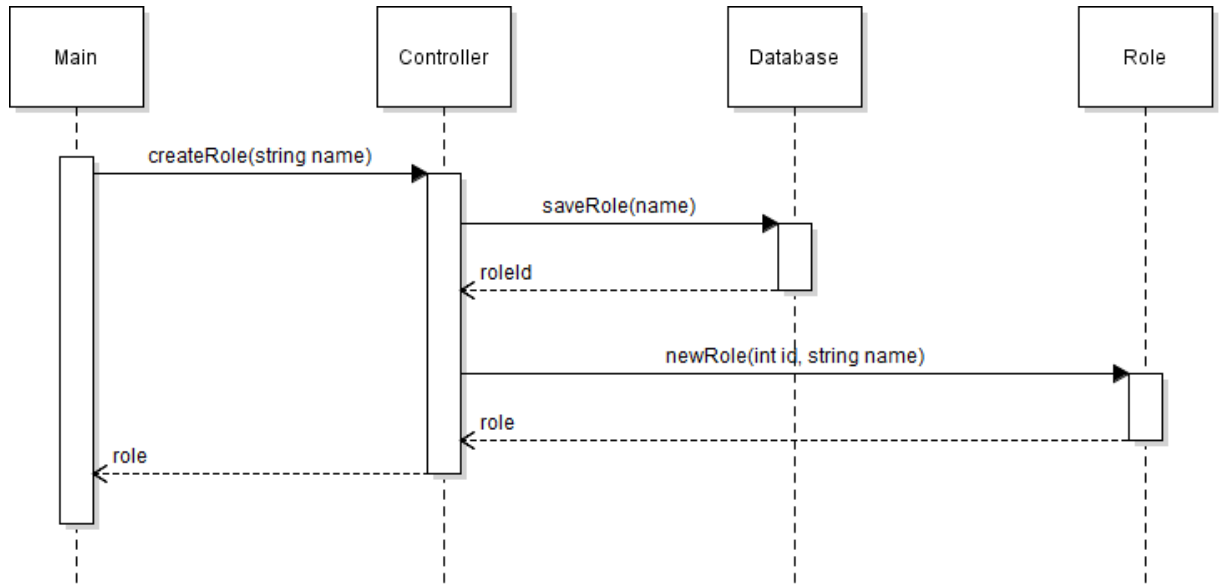 Main
Controller
Database
Role
createRole(string name)
saveRole(name)
roleId
newRole(int id, string name)
role
role